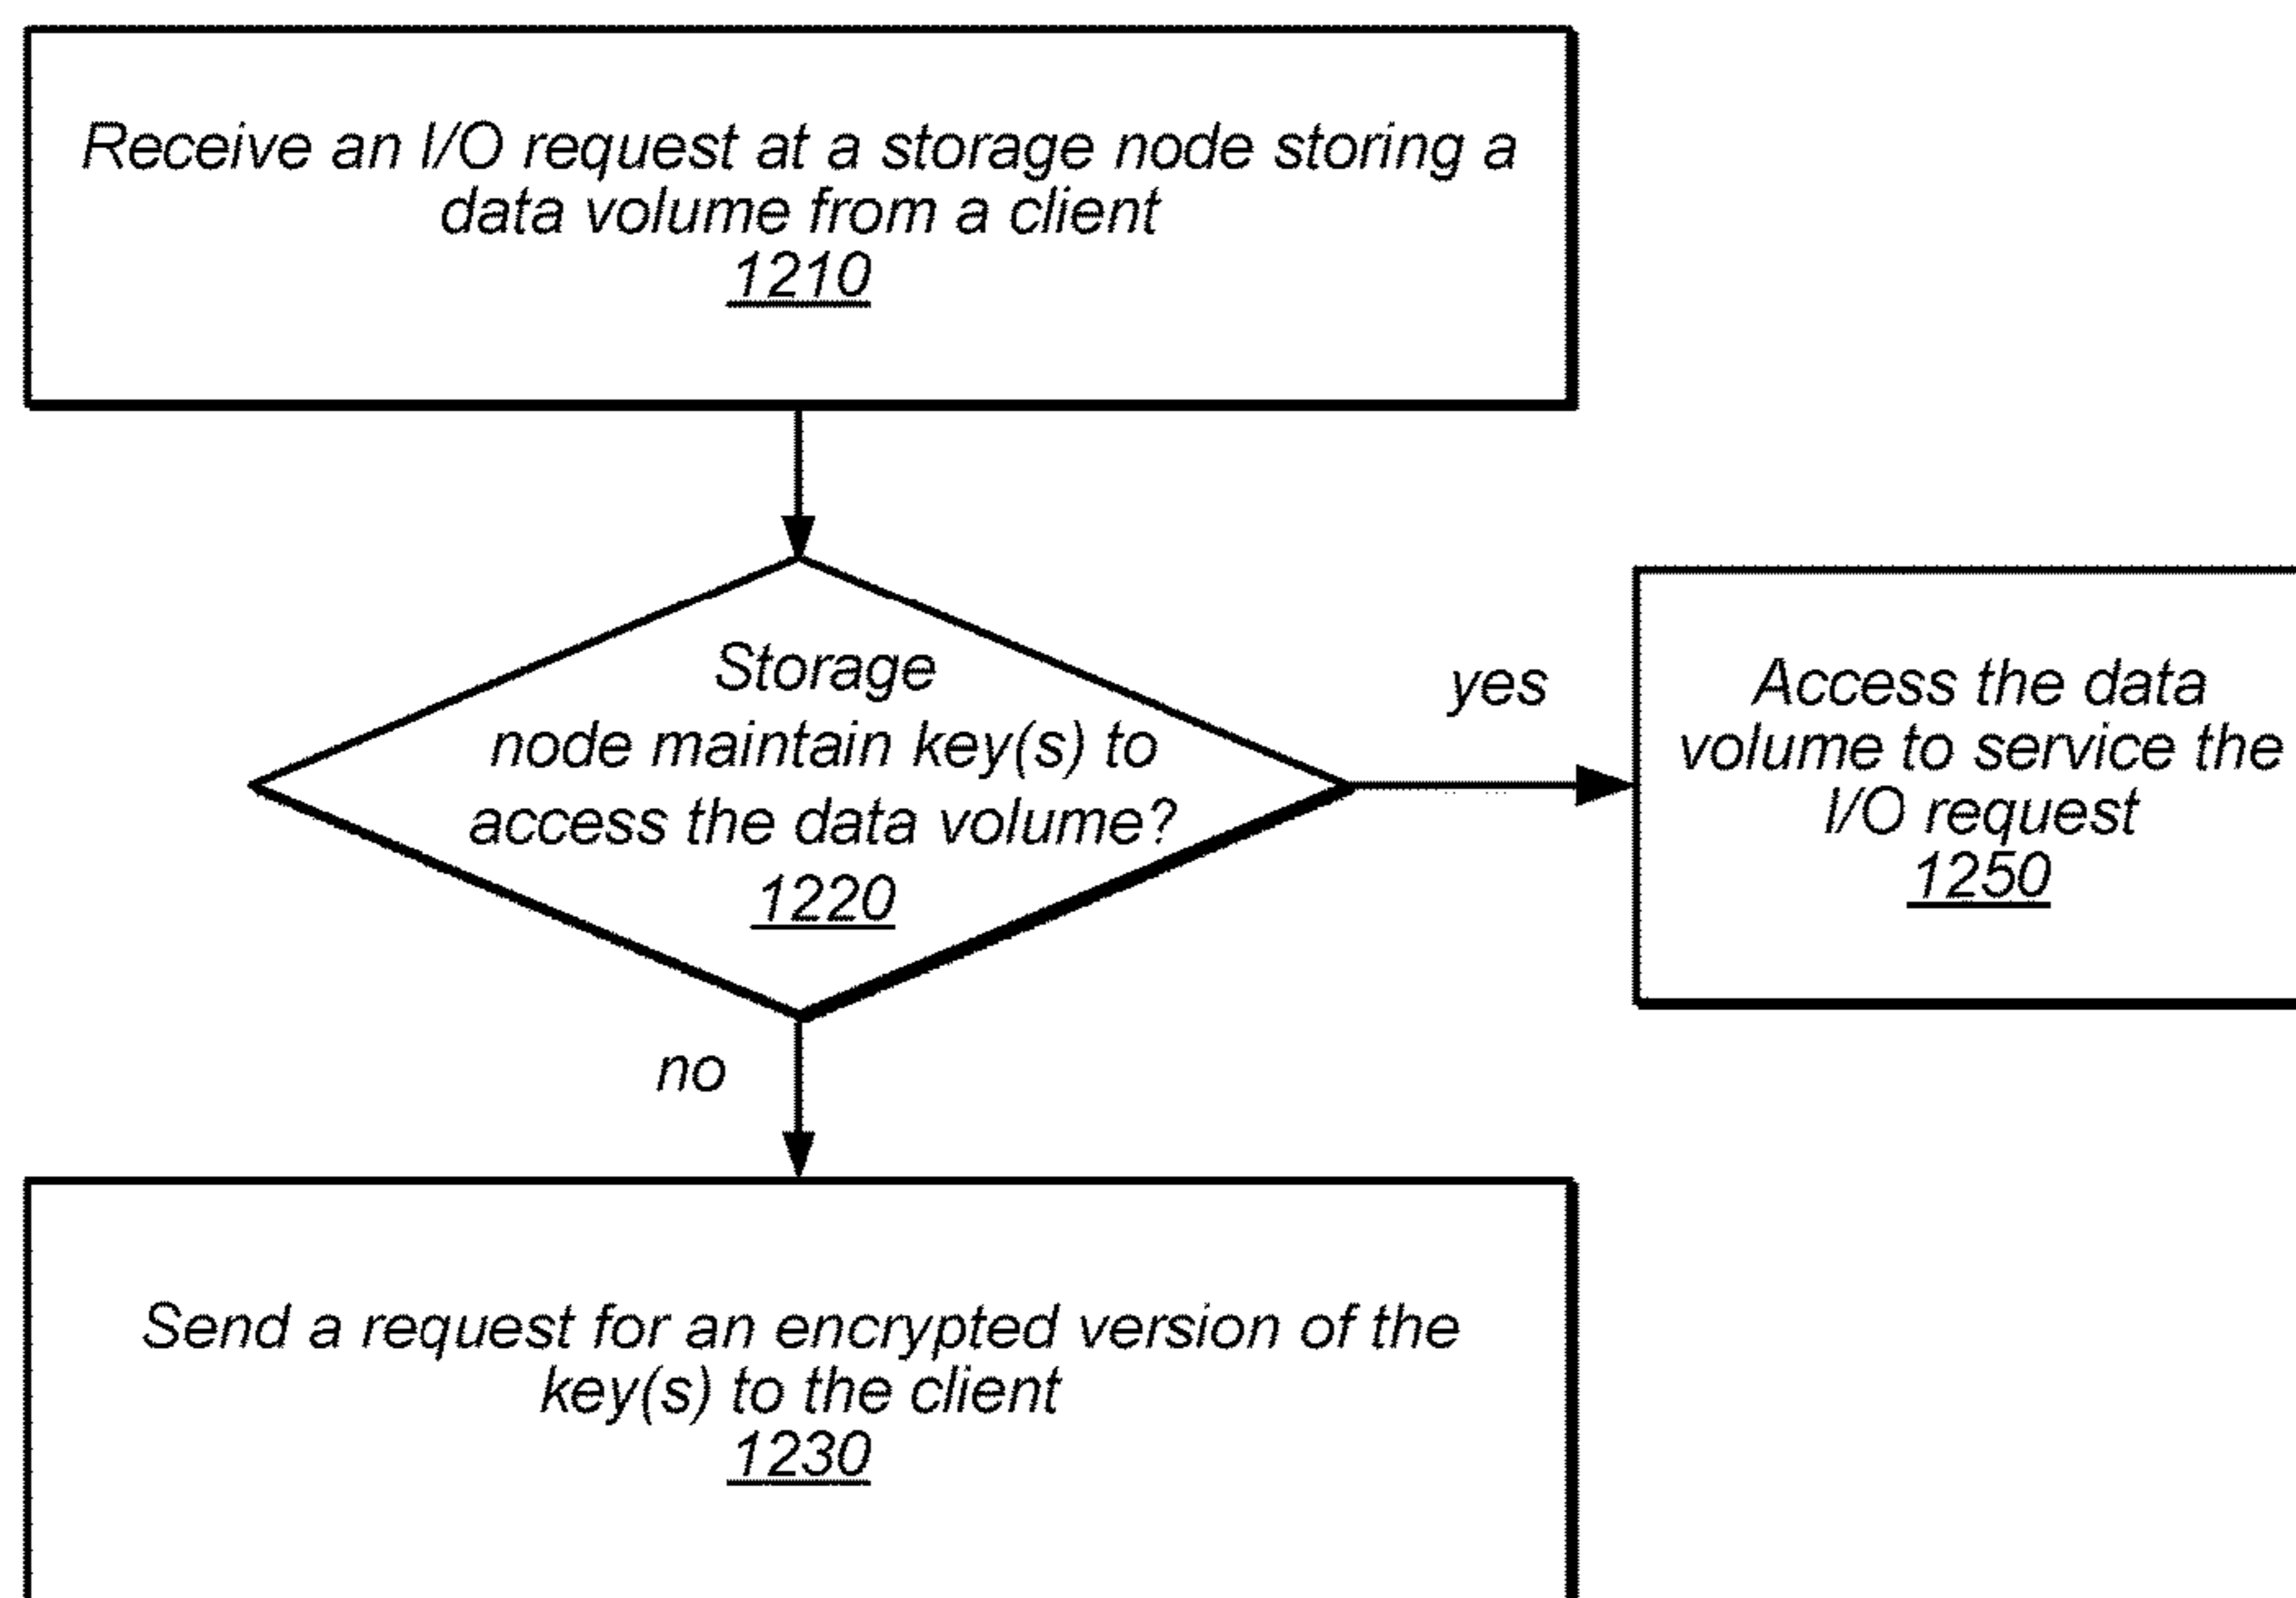 Receive an I/O request at a storage node storing a
data volume from a client
1210
Storage
node maintain key(s) to
access the data volume?
1220
yes
Access the data
volume to service the
I/O request
1250
no
Send a request for an encrypted version of the
key(s) to the client
1230